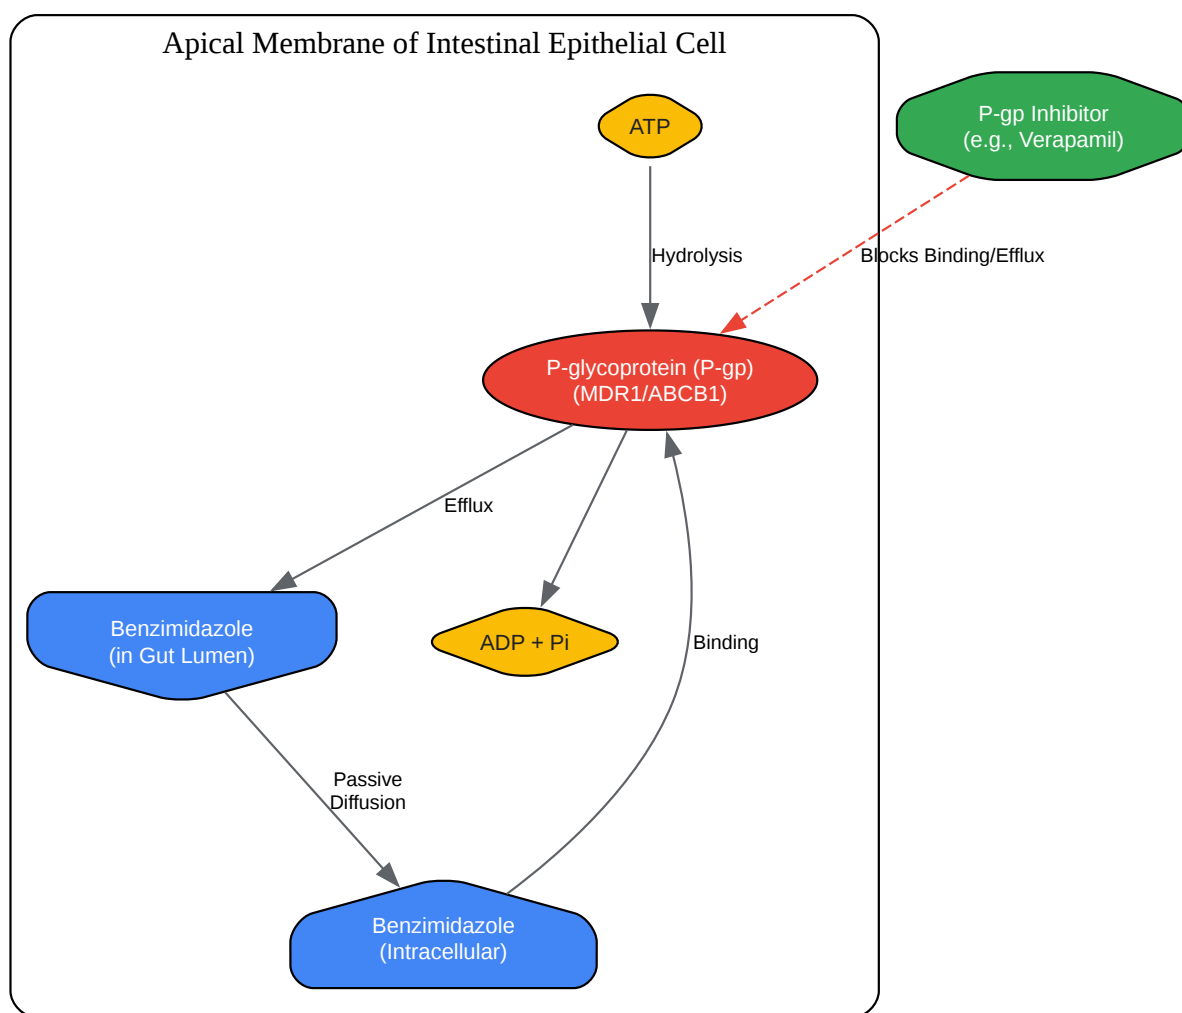 Apical Membrane of Intestinal Epithelial Cell
ATP
P-gp Inhibitor
(e.g., Verapamil)
Hydrolysis
Blocks Binding/Efflux
P-glycoprotein (P-gp)
(MDR1/ABCB1)
Efflux
Benzimidazole
(in Gut Lumen)
ADP + Pi
Binding
Passive
Diffusion
Benzimidazole
(Intracellular)